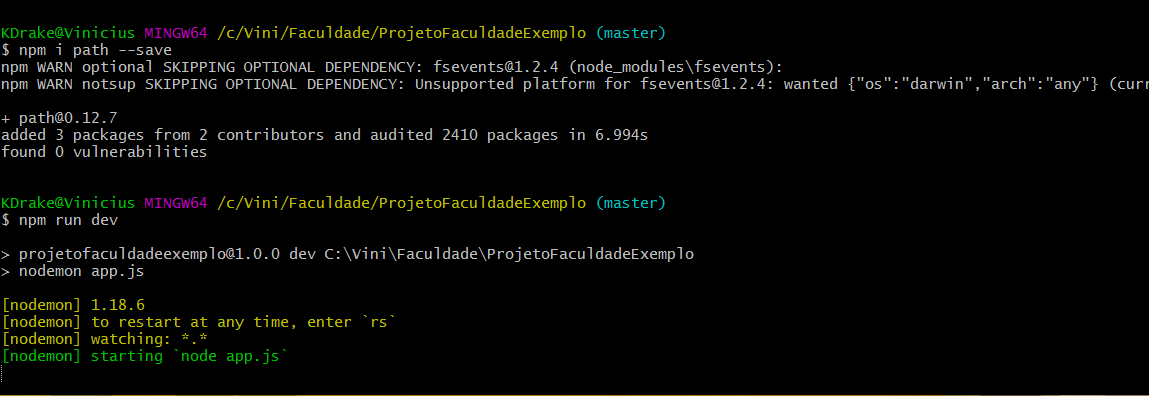 KDrake@Vinicius MINGW64 /c/Vini/Faculdade/ProjetoFaculdadeExemplo (master)
$ npm i path --save
npm WARN optional SKIPPING OPTIONAL DEPENDENCY: fsevents@1.2.4 (node_modules\fsevents):
npm WARN notsup SKIPPING OPTIONAL DEPENDENCY: Unsupported platform for fsevents@1.2.4: wanted {"os":"darwin","arch":"any"} (curr
+ path@0.12.7
added 3 packages from 2 contributors and audited 2410 packages in 6.994s
found 0 vulnerabilities
KDrake@Vinicius MINGW64 /c/Vini/Faculdade/ProjetoFaculdadeExemplo (master)
$ npm run dev
> projetofaculdadeexemplo@1.0.0 dev C:\Vini\Faculdade\ProjetoFaculdadeExemplo
> nodemon app.js
[nodemon] 1.18.6
[nodemon] to restart at any time, enter `rs`
[nodemon] watching: *.*
[nodemon] starting `node app.js`